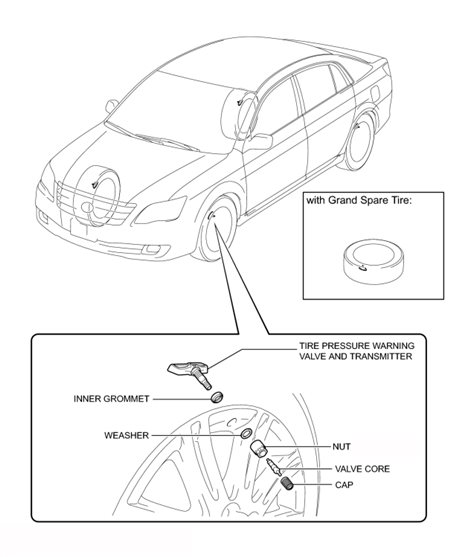 with Grand Spare Tire:
TIRE PRESSURE WARNING
VALVE AND TRANSMITTER
INNER GROMMET
WEASHER
NUT
VALVE CORE
CAP